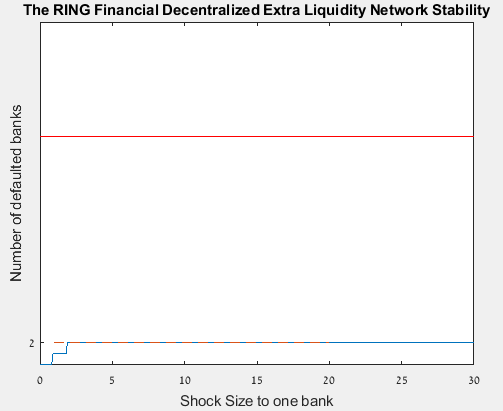 The RING Financial Decentralized Extra Liquidity Network Stability
Number of defaulted banks
2
0 5 10 15 20 25 30
Shock Size to one bank